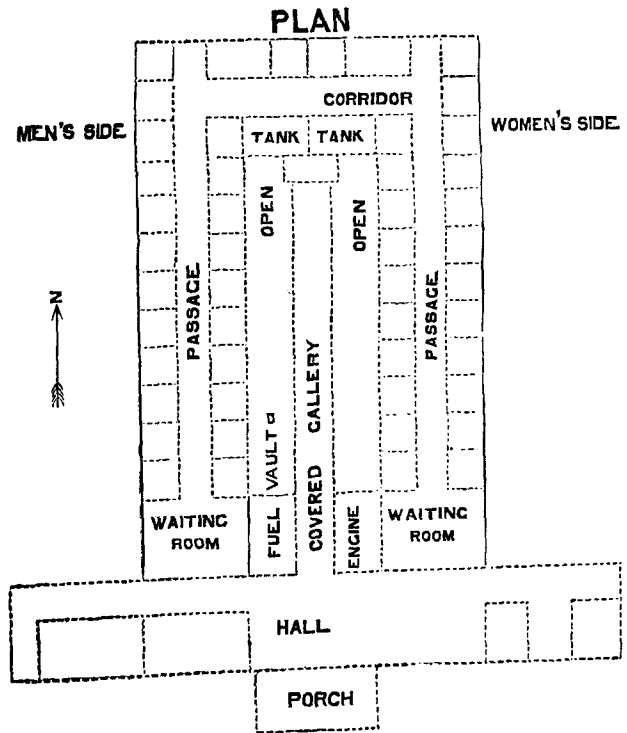 PLAN
CORRIDOR
MEN'S SIDE
WOMEN'S SIDE
TANK
TANK
OPEN
OPEN
N
PASSAGE
PASSAGE
COVERED GALLERY
VAULT
WAITING
ROOM
FUEL
ENGINE
WAITING
ROOM
HALL
PORCH